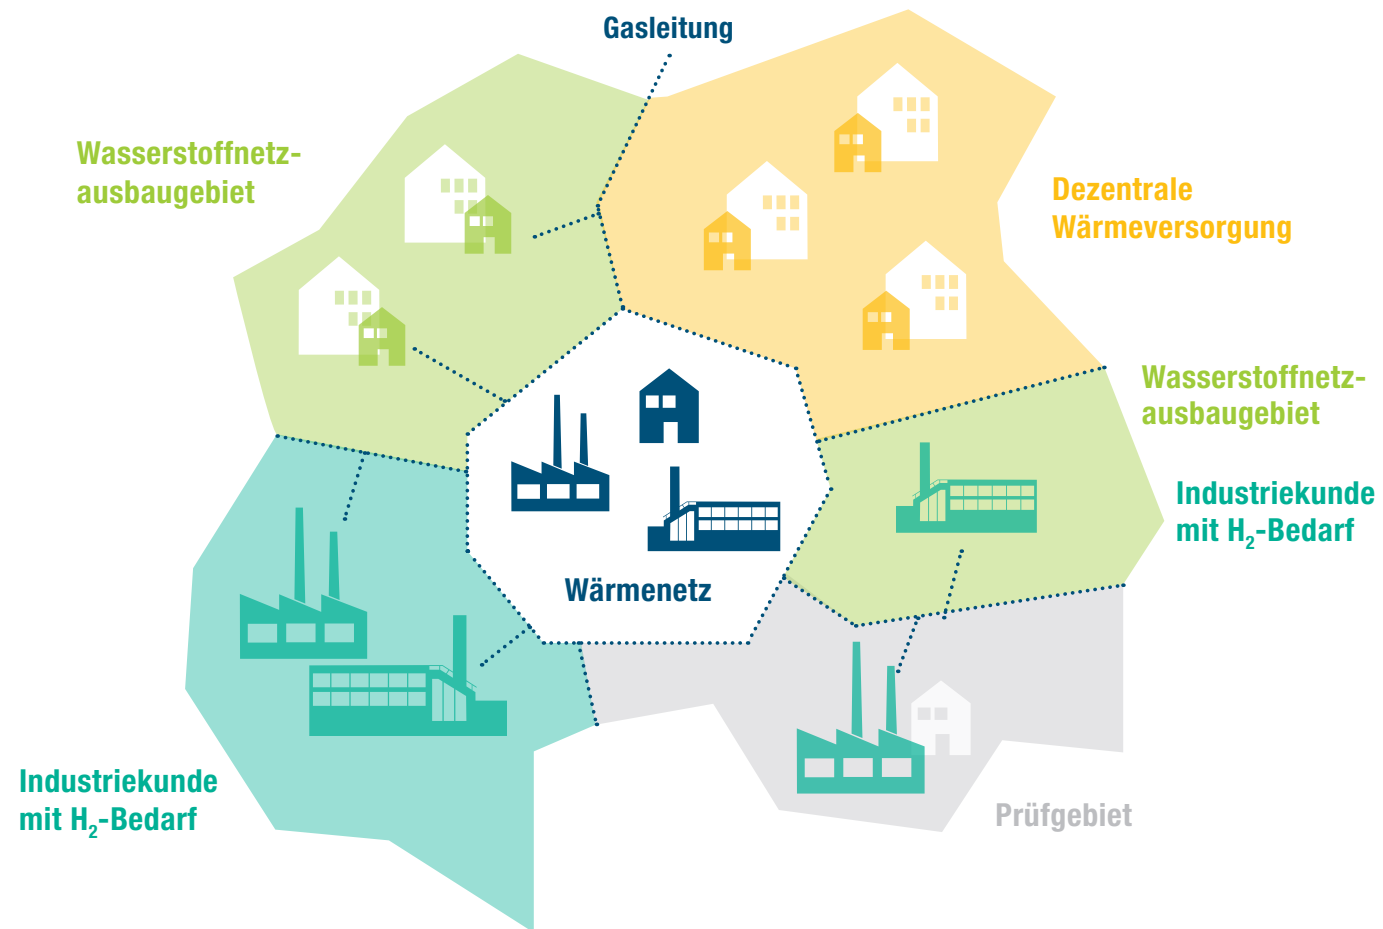 Gasleitung
Wasserstoffnetz-
ausbaugebiet
Dezentrale
Wärmeversorgung
Wasserstoffnetz-
ausbaugebiet
Industriekunde
mit H₂-Bedarf
Wärmenetz
Industriekunde
mit H₂-Bedarf
Prüfgebiet